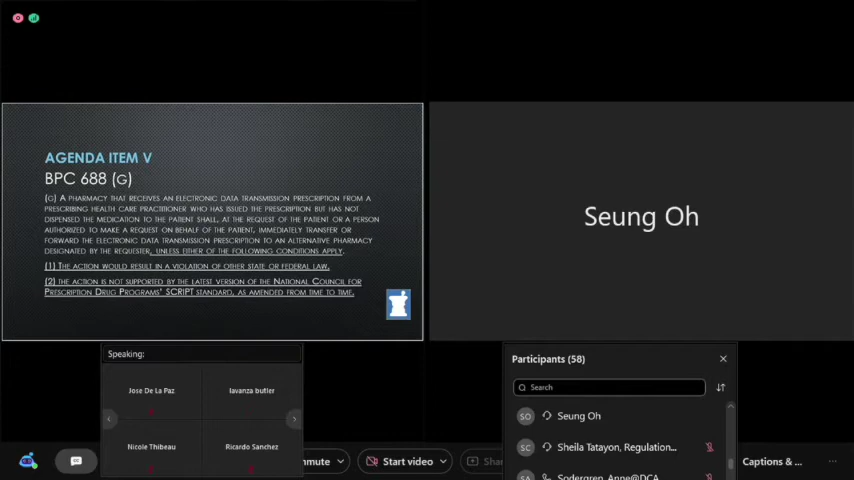 AGENDA ITEM V
BPC 688 (G)
(G) A PHARMACY THAT RECEIVES AN ELECTRONIC DATA TRANSMISSION PRESCRIPTION FROM A
PRESCRIBING HEALTH CARE PRACTITIONER WHO HAS ISSUED THE PRESCRIPTION BUT HAS NOT
DISPENSED THE MEDICATION TO THE PATIENT SHALL, AT THE REQUEST OF THE PATIENT OR A PERSON
AUTHORIZED TO MAKE A REQUEST ON BEHALF OF THE PATIENT, IMMEDIATELY TRANSFER OR
FORWARD THE ELECTRONIC DATA TRANSMISSION PRESCRIPTION TO AN ALTERNATIVE PHARMACY
DESIGNATED BY THE REQUESTER, UNLESS EITHER OF THE FOLLOWING CONDITIONS APPLY.
(1) THE ACTION WOULD RESULT IN A VIOLATION OF OTHER STATE OR FEDERAL LAW.
(2) THE ACTION IS NOT SUPPORTED BY THE LATEST VERSION OF THE NATIONAL COUNCIL FOR
PRESCRIPTION DRUG PROGRAMS' SCRIPT STANDARD, AS AMENDED FROM TIME TO TIME.
Seung Oh
Speaking:
Jose De La Paz
lavanza butler
Nicole Thibeau
Ricardo Sanchez
Participants (58)
Search
SO Seung Oh
SC Sheila Tatayon, Regulation...
SA Sodergren, Anne@DCA
mute
Start video
Shar
Captions & ...